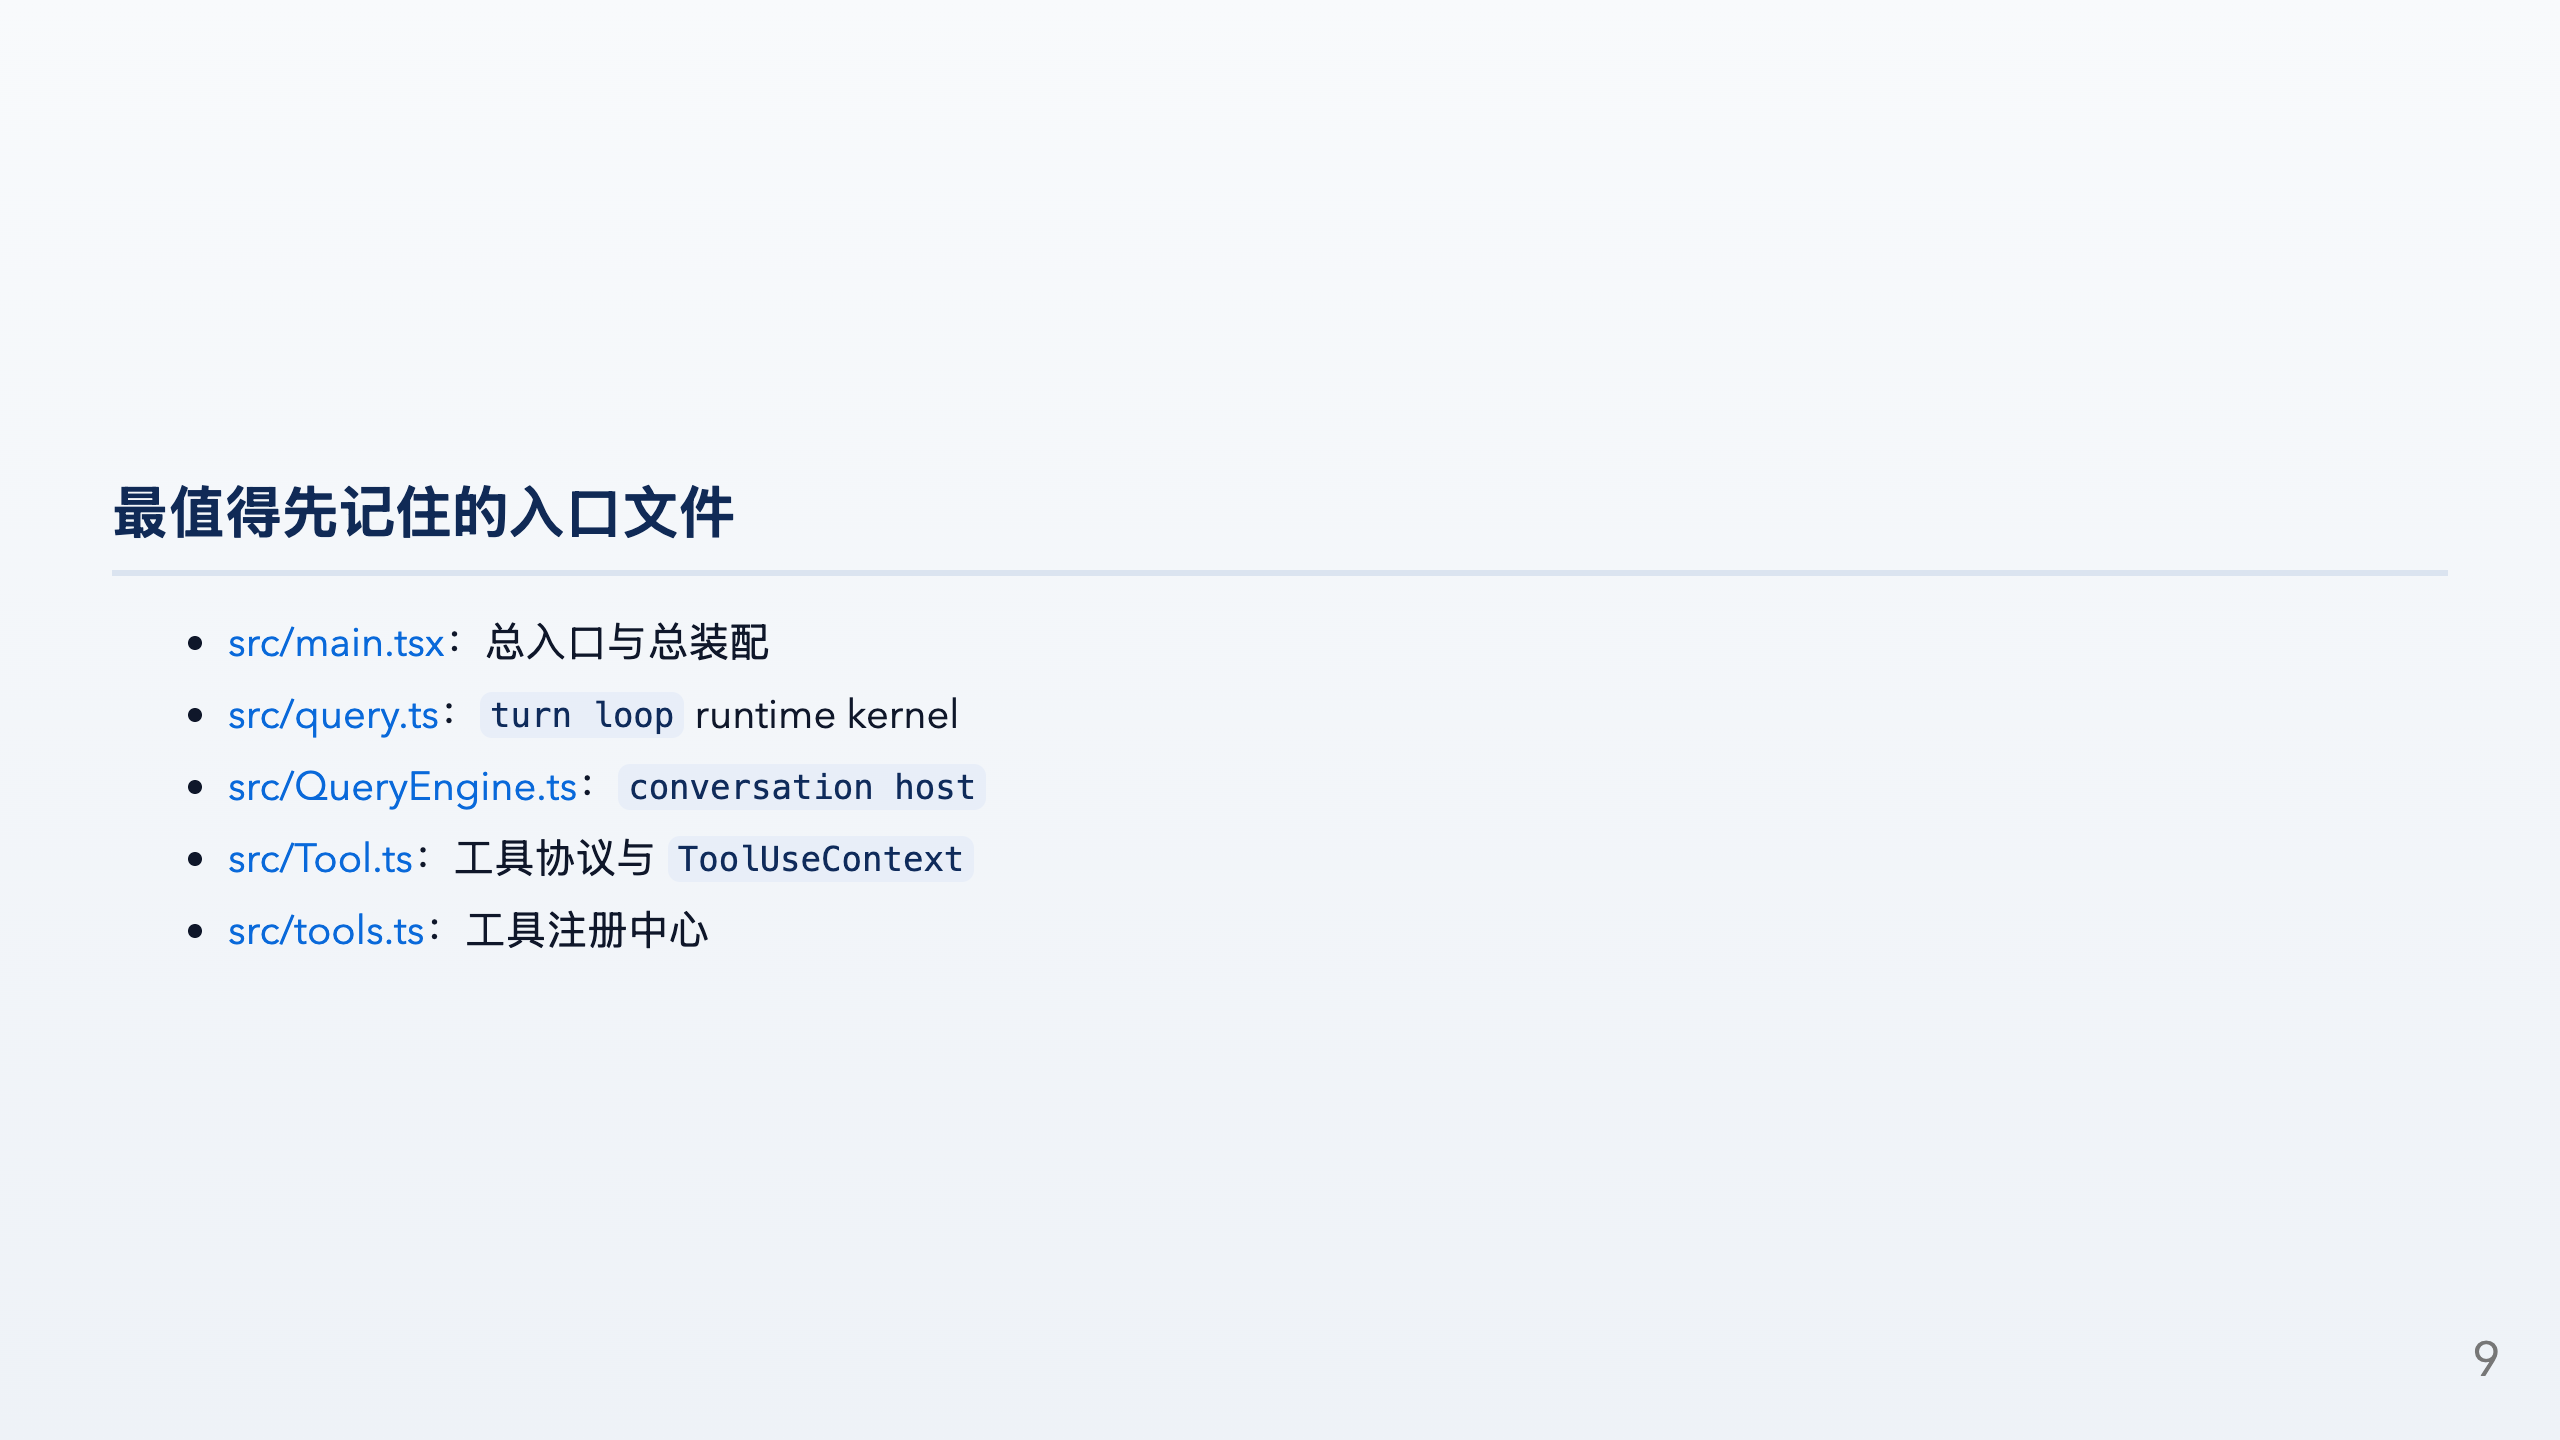 最值得先记住的入口文件
• src/main.tsx：总入口与总装配
• src/query.ts：turn loop runtime kernel
• src/QueryEngine.ts：conversation host
• src/Tool.ts：工具协议与 ToolUseContext
• src/tools.ts：工具注册中心
9